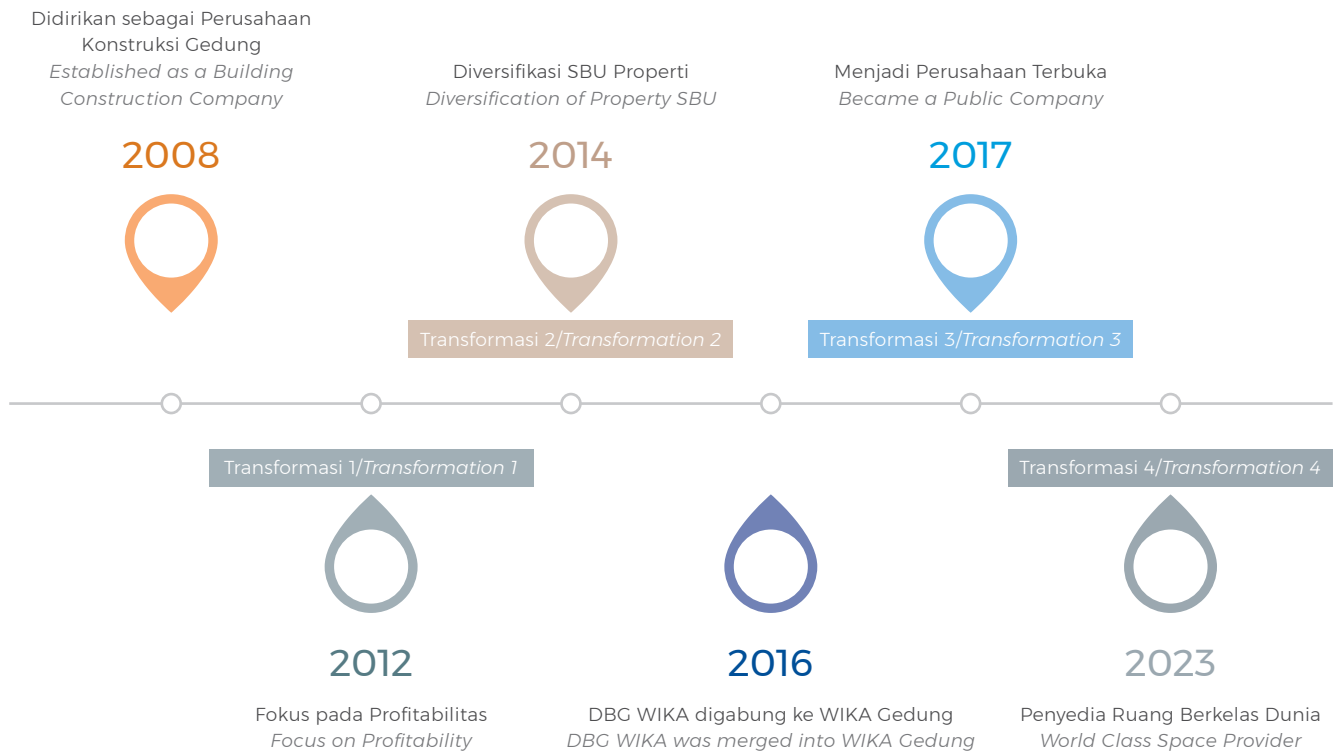 Didirikan sebagai Perusahaan
Konstruksi Gedung
Established as a Building
Construction Company
2008
Diversifikasi SBU Properti
Diversification of Property SBU
2014
Transformasi 2/Transformation 2
Menjadi Perusahaan Terbuka
Became a Public Company
2017
Transformasi 3/Transformation 3
Transformasi 1/Transformation 1
2012
Fokus pada Profitabilitas
Focus on Profitability
2016
DBG WIKA digabung ke WIKA Gedung
DBG WIKA was merged into WIKA Gedung
Transformasi 4/Transformation 4
2023
Penyedia Ruang Berkelas Dunia
World Class Space Provider